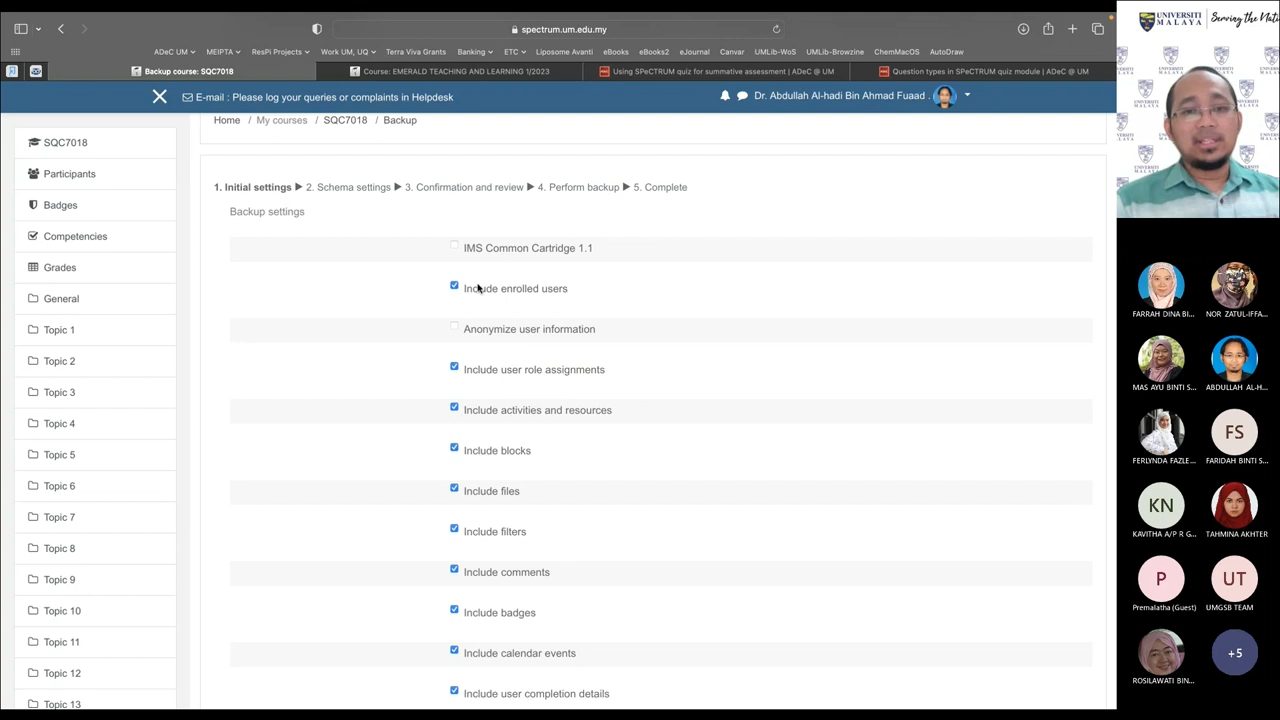 spectrum.um.edu.my
ADeC UM
MEIPTA
ResPi Projects
Work UM, UQ
Terra Viva Grants
Banking
ETC
Liposome Avanti
eBooks
eBooks2
eJournal
Canvar
UMLib-WoS
UMLib-Browzine
ChemMacOS
AutoDraw
Backup course: SQC7018
Course: EMERALD TEACHING AND LEARNING 1/2023
Using SPeCTRUM quiz for summative assessment | ADeC @ UM
Question types in SPeCTRUM quiz module | ADeC @ UM
E-mail : Please log your queries or complaints in Helpdesk
Dr. Abdullah Al-hadi Bin Ahmad Fuaad .
Home / My courses / SQC7018 / Backup
SQC7018
Participants
Badges
Competencies
Grades
General
Topic 1
Topic 2
Topic 3
Topic 4
Topic 5
Topic 6
Topic 7
Topic 8
Topic 9
Topic 10
Topic 11
Topic 12
Topic 13
1. Initial settings ► 2. Schema settings ► 3. Confirmation and review ► 4. Perform backup ► 5. Complete
Backup settings
IMS Common Cartridge 1.1
Include enrolled users
Anonymize user information
Include user role assignments
Include activities and resources
Include blocks
Include files
Include filters
Include comments
Include badges
Include calendar events
Include user completion details
UNIVERSITI
MALAYA
Serving the Nati
FARRAH DINA BI...
NOR ZATUL-IFFA...
MAS AYU BINTI S...
ABDULLAH AL-H...
FERLYNDA FAZLE...
FS
FARIDAH BINTI S...
KN
KAVITHA A/P R G...
TAHMINA AKHTER
P
Premalatha (Guest)
UT
UMGSB TEAM
ROSILAWATI BIN...
+5